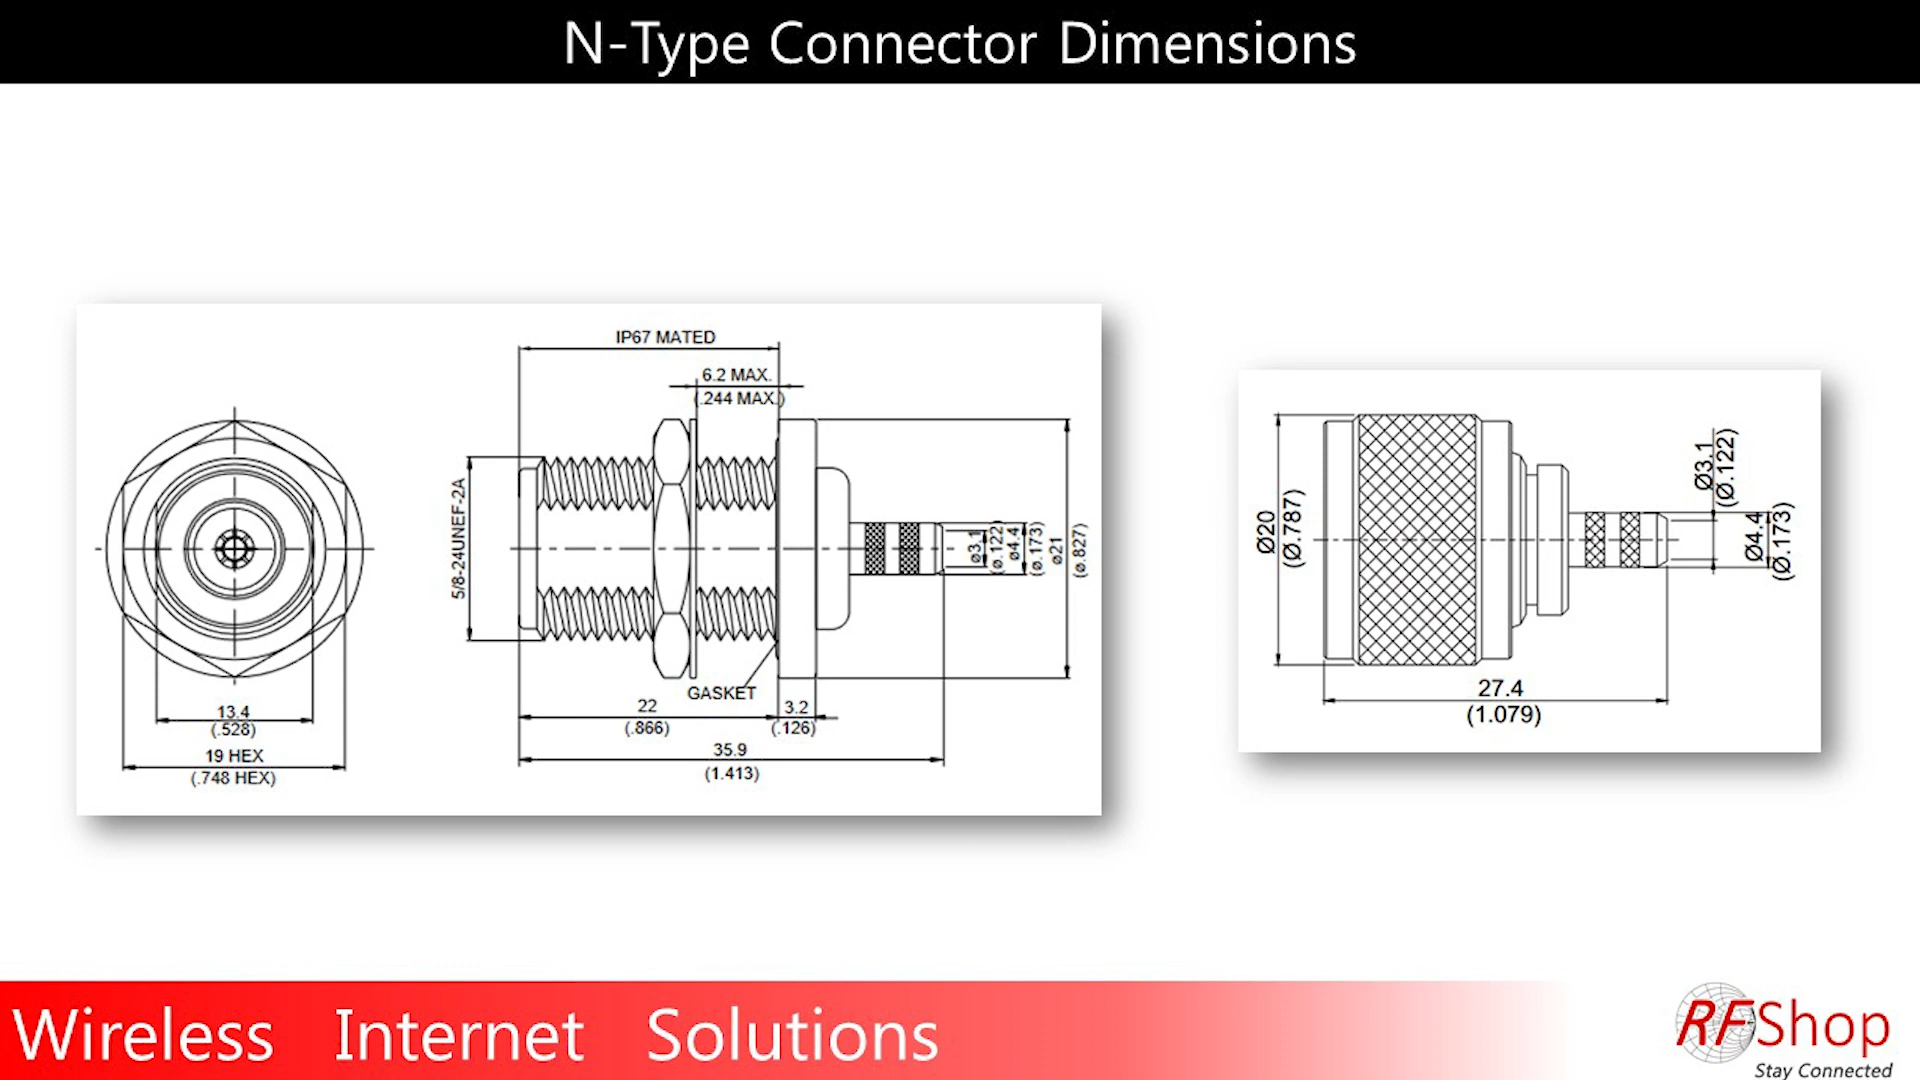 N-Type Connector Dimensions
IP67 MATED
6.2 MAX.
(.244 MAX.)
5/8-24UNEF-2A
ø3.1
(ø.122)
ø4.4
(ø.173)
ø21
(ø.827)
GASKET
13.4
(.528)
19 HEX
(.748 HEX)
22
(.866)
3.2
(.126)
35.9
(1.413)
Ø20
(Ø.787)
Ø3.1
(Ø.122)
Ø4.4
(Ø.173)
27.4
(1.079)
Wireless Internet Solutions
RFShop
Stay Connected